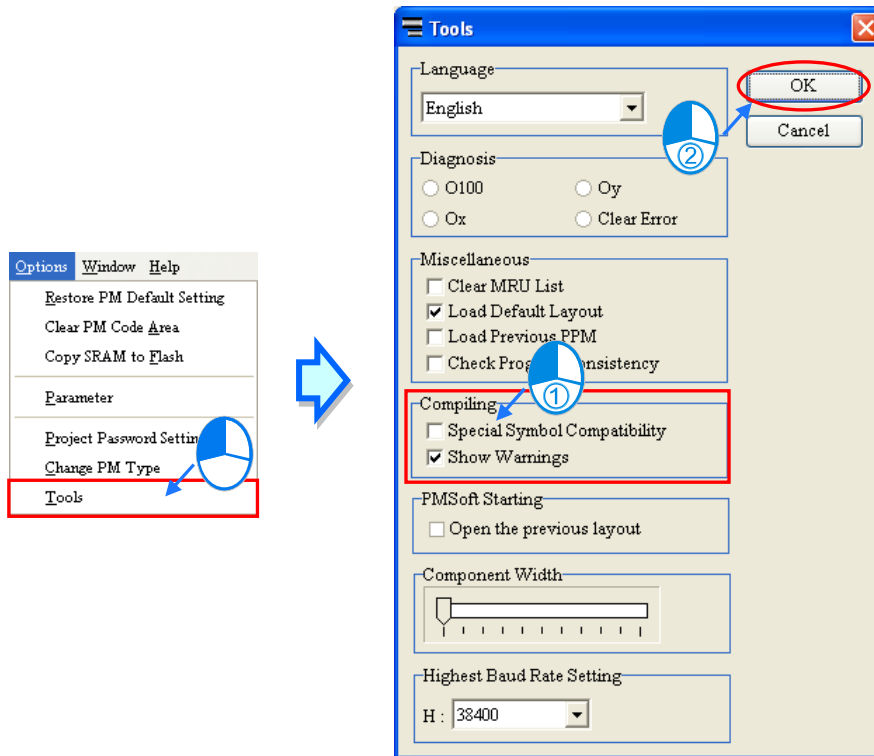 Options Window Help
Restore PM Default Setting
Clear PM Code Area
Copy SRAM to Flash
Parameter
Project Password Settin
Change PM Type
Tools
Tools
Language
English
OK
Cancel
②
Diagnosis
O100 Oy
Ox Clear Error
Miscellaneous
Clear MRU List
Load Default Layout
Load Previous PPM
Check Prog onsistency
①
Compiling
Special Symbol Compatibility
Show Warnings
PMSoft Starting
Open the previous layout
Component Width
Highest Baud Rate Setting
H : 38400